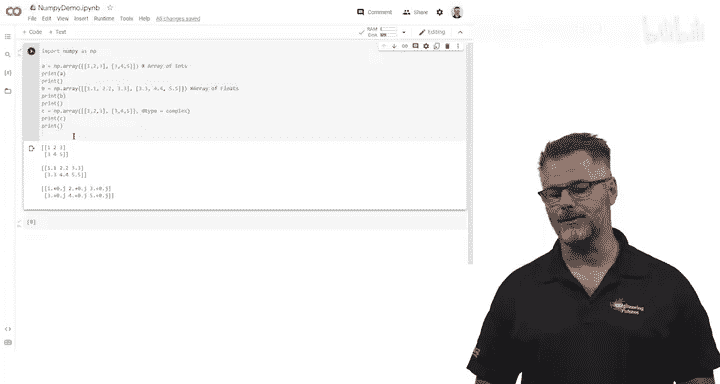 NumpyDemo.ipynb
File Edit View Insert Runtime Tools Help All changes saved
Comment Share
+ Code + Text
RAM
Disk
Editing
import numpy as np
a = np.array([[1,2,3], [3,4,5]]) # Array of ints
print(a)
print()
b = np.array([[1.1, 2.2, 3.3], [3.3, 4.4, 5.5]]) #Array of floats
print(b)
print()
c = np.array([[1,2,3], [3,4,5]], dtype = complex)
print(c)
print()
[[1 2 3]
[3 4 5]]
[[1.1 2.2 3.3]
[3.3 4.4 5.5]]
[[1.+0.j 2.+0.j 3.+0.j]
[3.+0.j 4.+0.j 5.+0.j]]
[0]
Engineering
Futures
bilibili